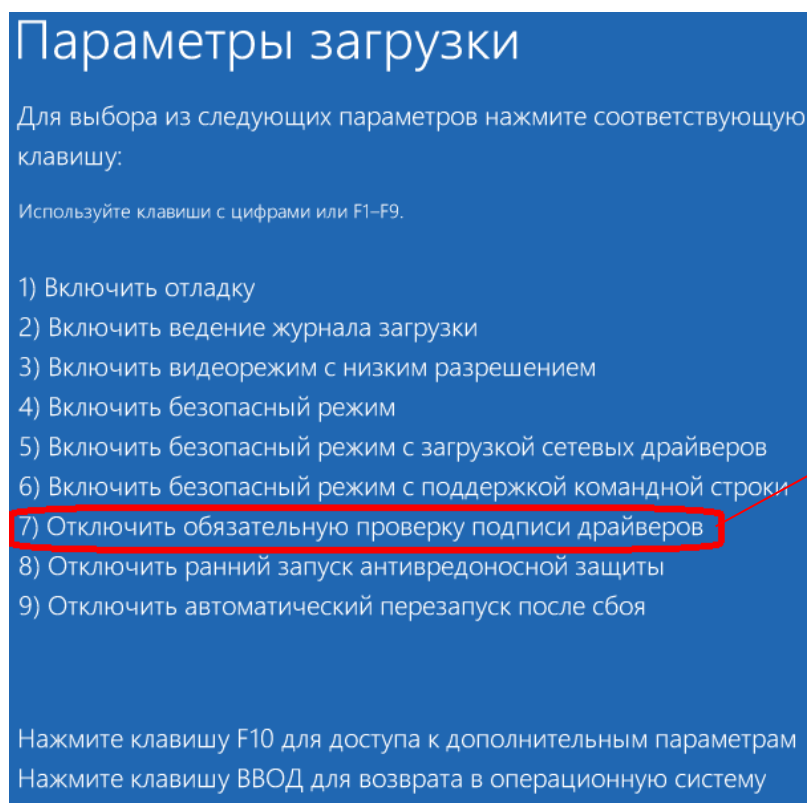 Параметры загрузки
Для выбора из следующих параметров нажмите соответствующую
клавишу:
Используйте клавиши с цифрами или F1–F9.
1) Включить отладку
2) Включить ведение журнала загрузки
3) Включить видеорежим с низким разрешением
4) Включить безопасный режим
5) Включить безопасный режим с загрузкой сетевых драйверов
6) Включить безопасный режим с поддержкой командной строки
7) Отключить обязательную проверку подписи драйверов
8) Отключить ранний запуск антивредоносной защиты
9) Отключить автоматический перезапуск после сбоя
Нажмите клавишу F10 для доступа к дополнительным параметрам
Нажмите клавишу ВВОД для возврата в операционную систему